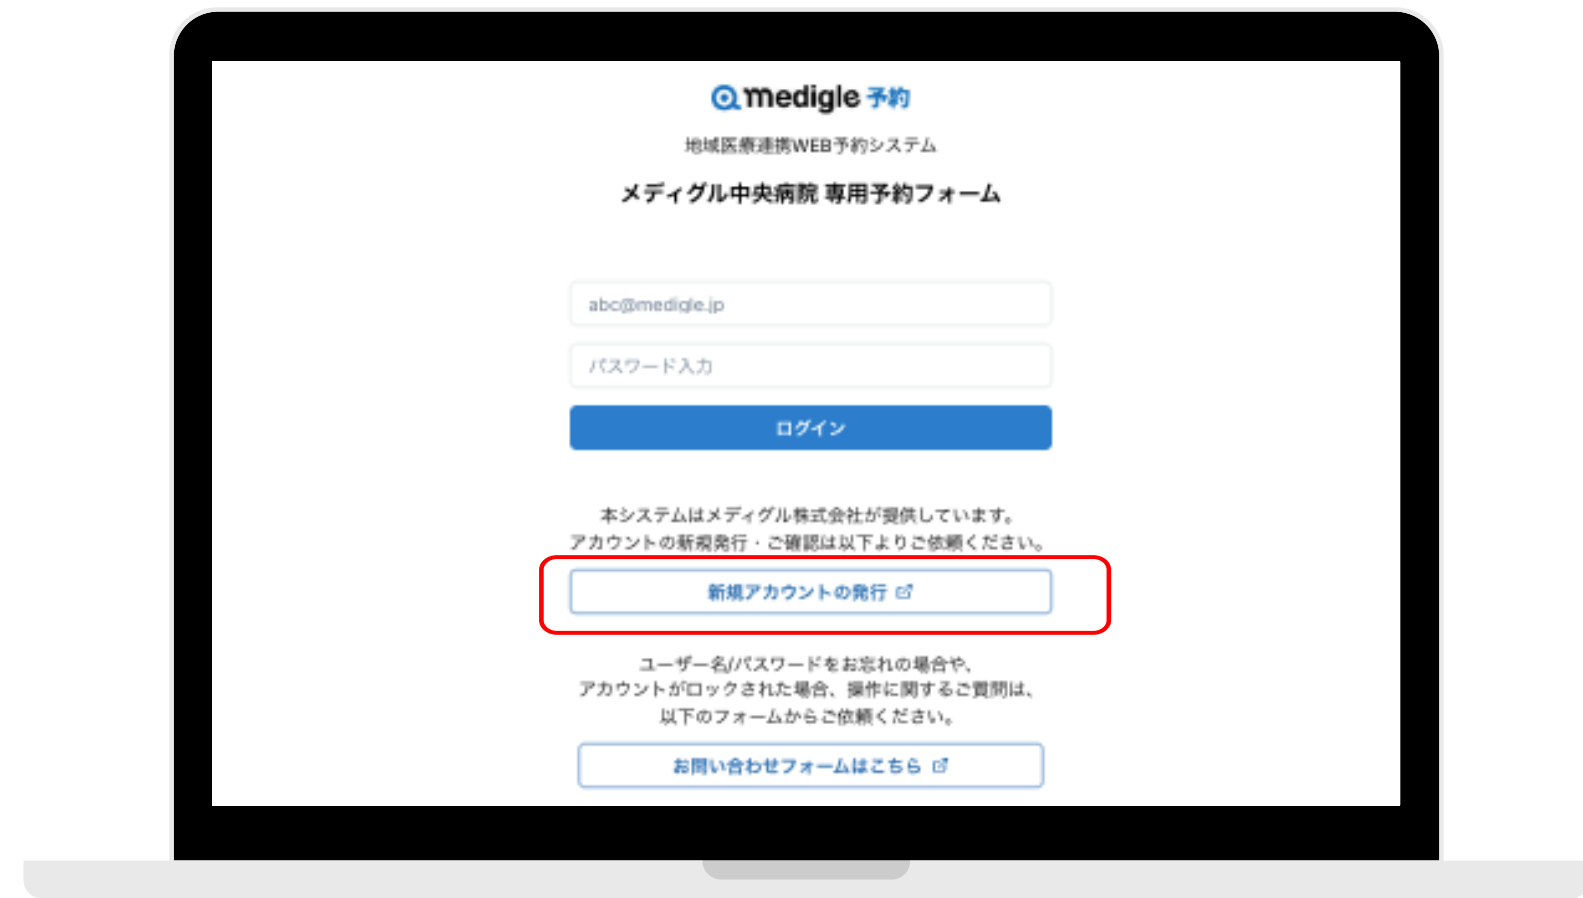 medigle 予約
地域医療連携WEB予約システム
メディグル中央病院 専用予約フォーム
abc@medigle.jp
パスワード入力
ログイン
本システムはメディグル株式会社が提供しています。
アカウントの新規発行・ご確認は以下よりご依頼ください。
新規アカウントの発行
ユーザー名/パスワードをお忘れの場合や、
アカウントがロックされた場合、操作に関するご質問は、
以下のフォームからご依頼ください。
お問い合わせフォームはこちら